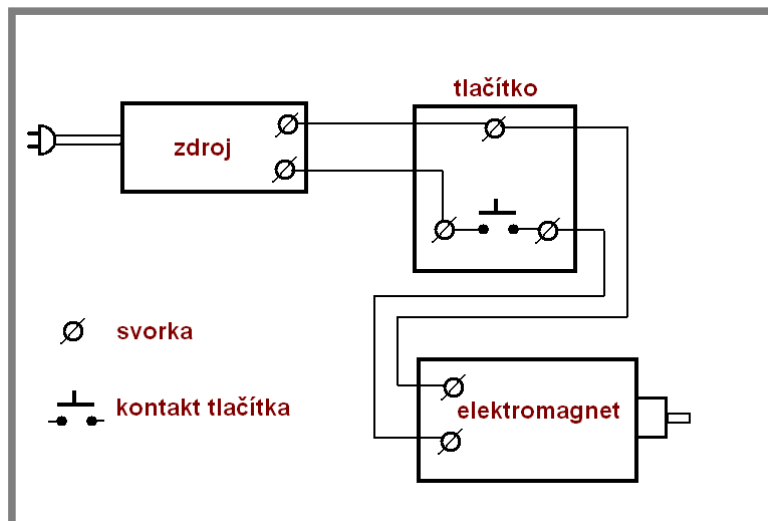 tlačítko
zdroj
svorka
kontakt tlačítka
elektromagnet